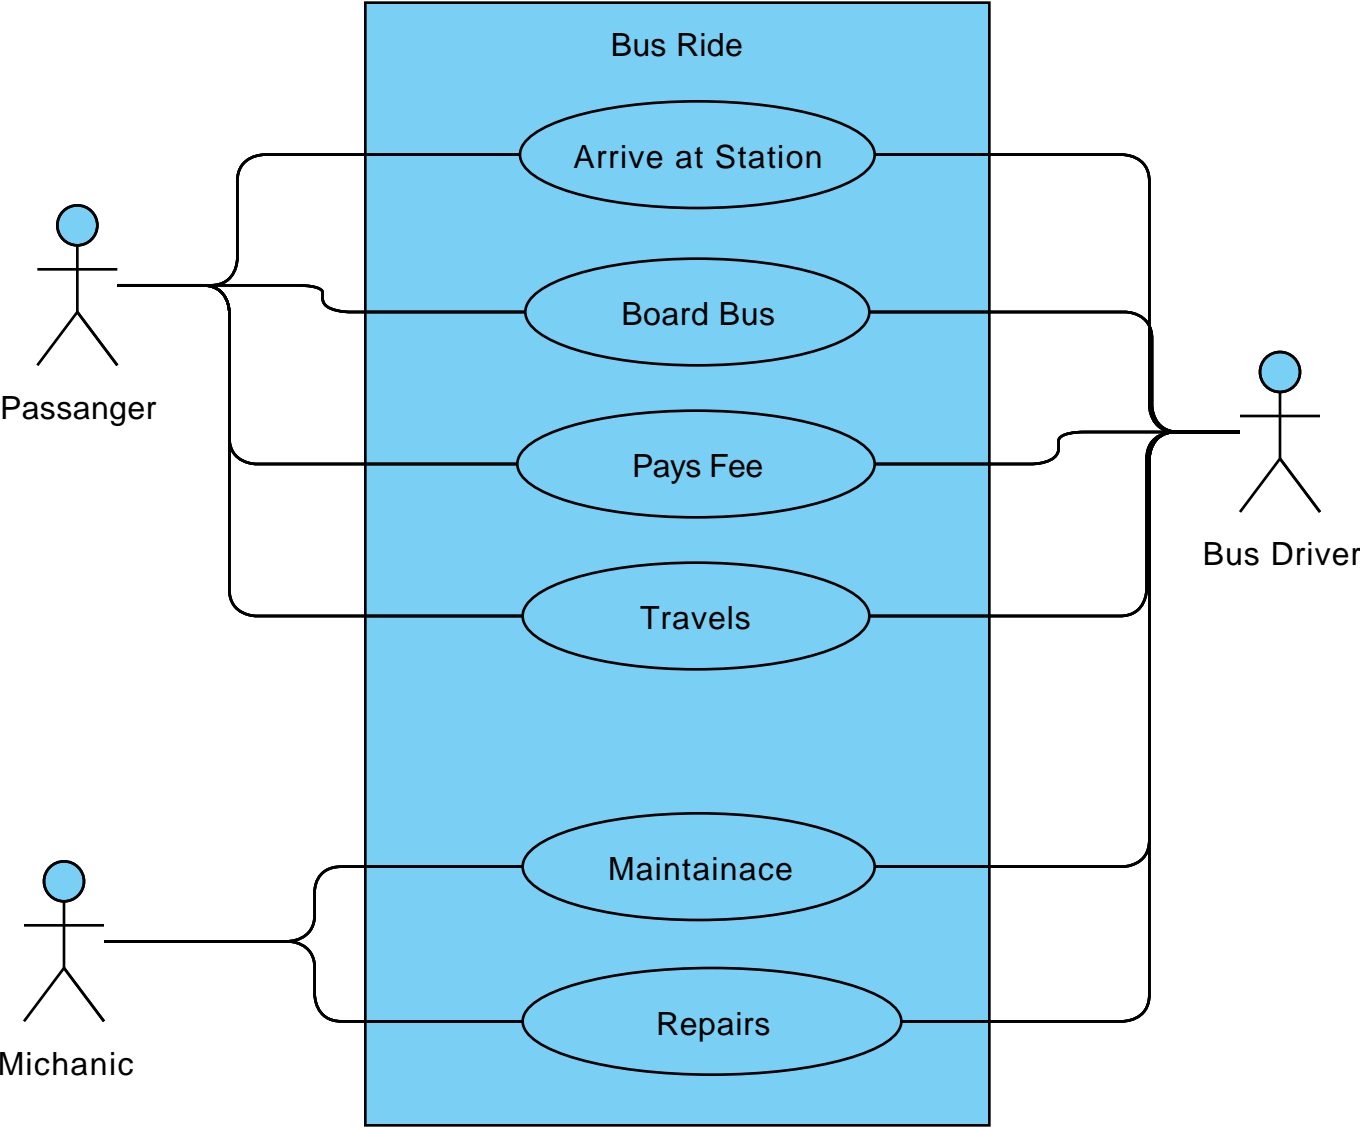 Bus Ride
Arrive at Station
Board Bus
Passanger
Pays Fee
Bus Driver
Travels
Maintainace
Repairs
Michanic